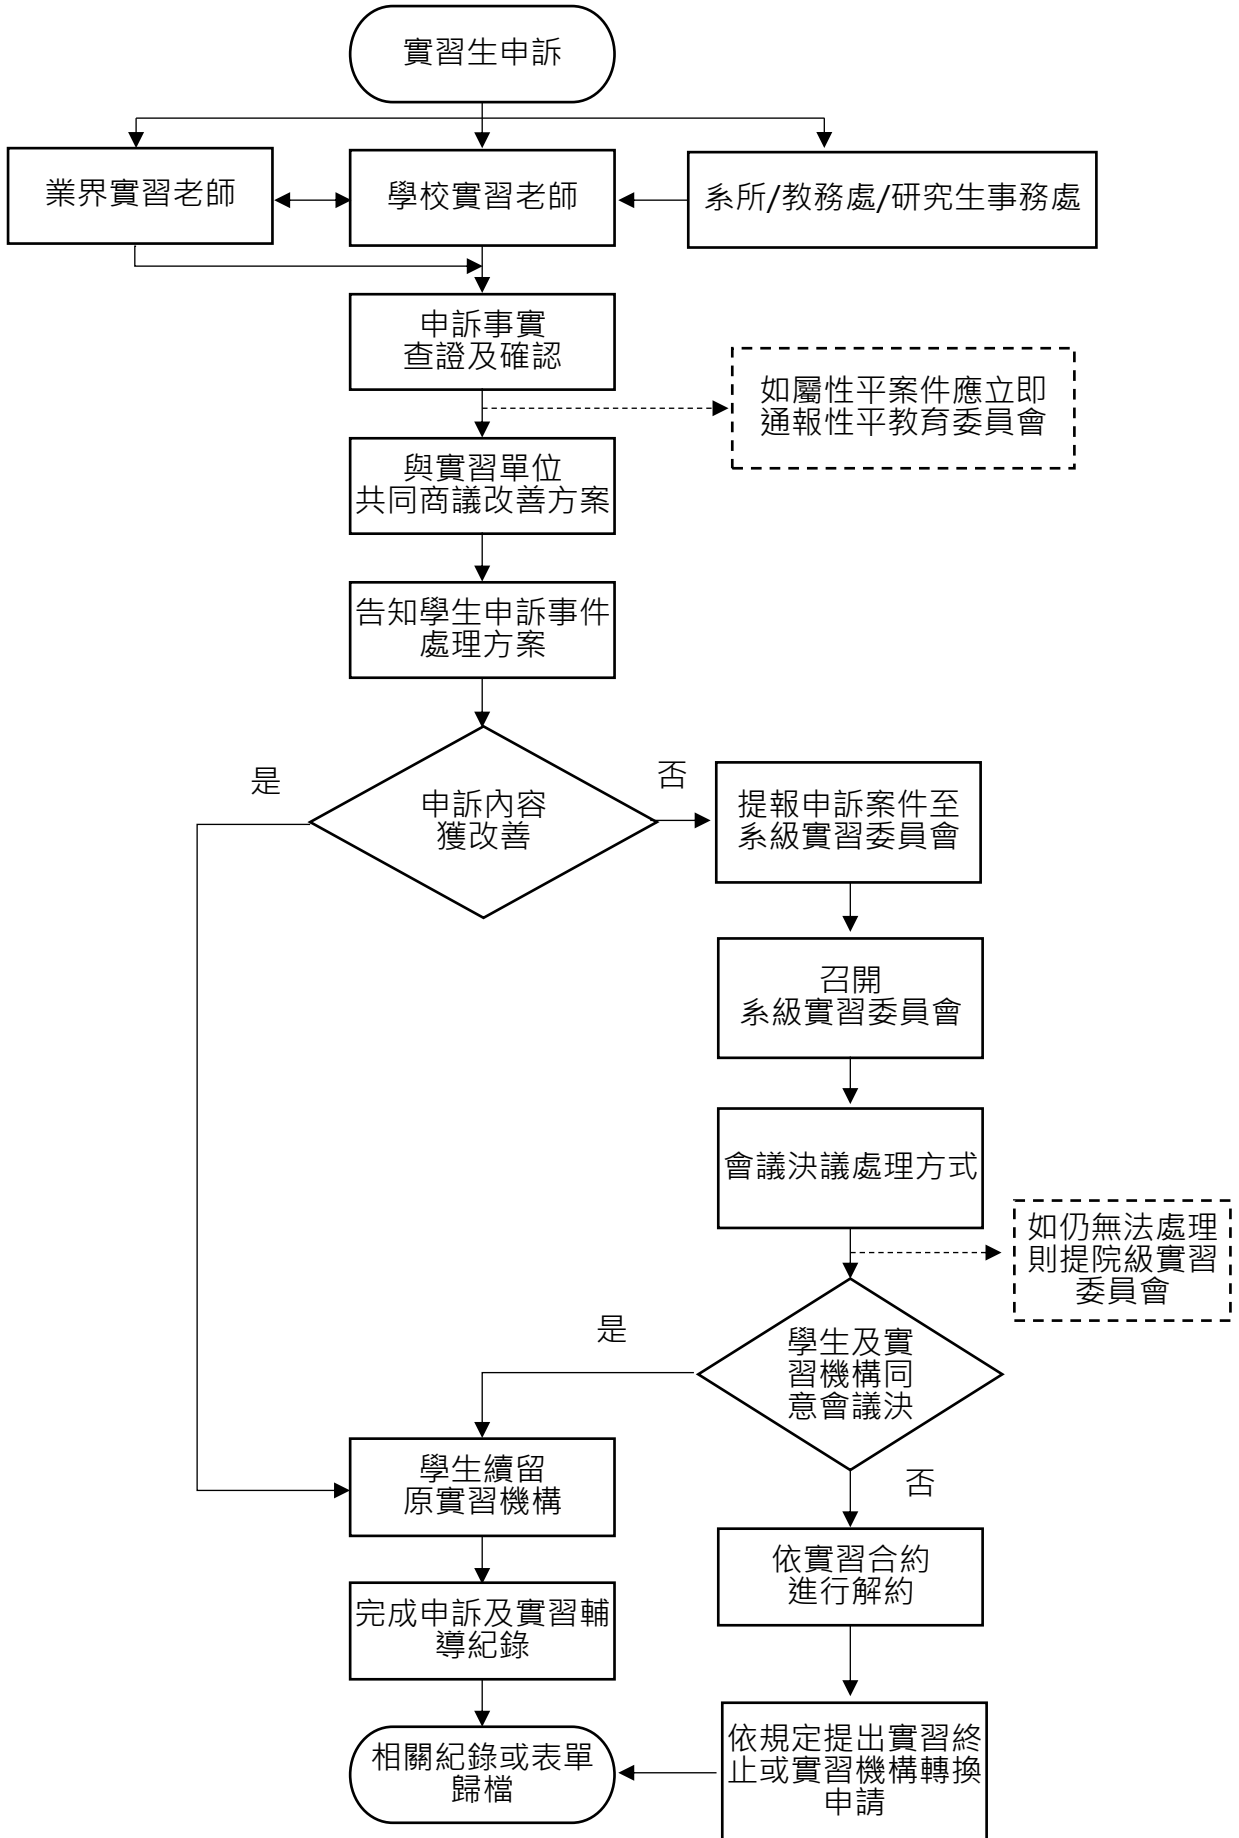 實習生申訴
業界實習老師
學校實習老師
系所/教務處/研究生事務處
申訴事實
查證及確認
如屬性平案件應立即
通報性平教育委員會
與實習單位
共同商議改善方案
告知學生申訴事件
處理方案
是
申訴內容
獲改善
否
提報申訴案件至
系級實習委員會
召開
系級實習委員會
會議決議處理方式
如仍無法處理
則提院級實習
委員會
是
學生及實
習機構同
意會議決
學生續留
原實習機構
否
依實習合約
進行解約
完成申訴及實習輔
導紀錄
相關紀錄或表單
歸檔
依規定提出實習終
止或實習機構轉換
申請